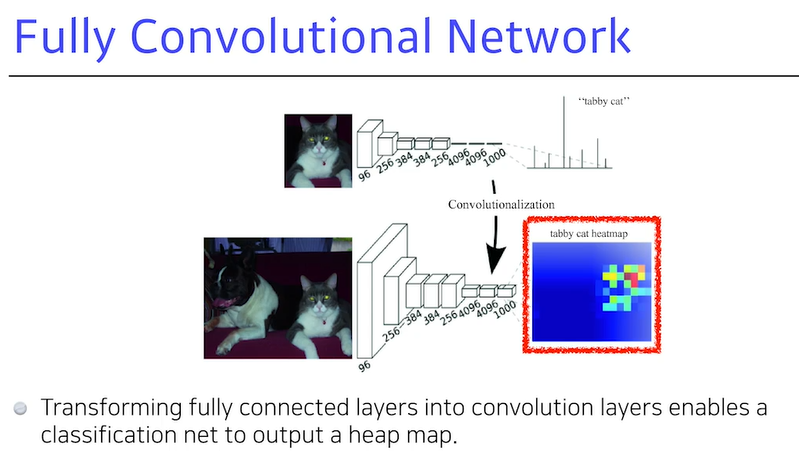 Fully Convolutional Network
"tabby cat"
96 256 384 384 256 4096 4096 1000
Convolutionalization
tabby cat heatmap
96 256 384 384 256 4096 4096 1000
Transforming fully connected layers into convolution layers enables a
classification net to output a heap map.